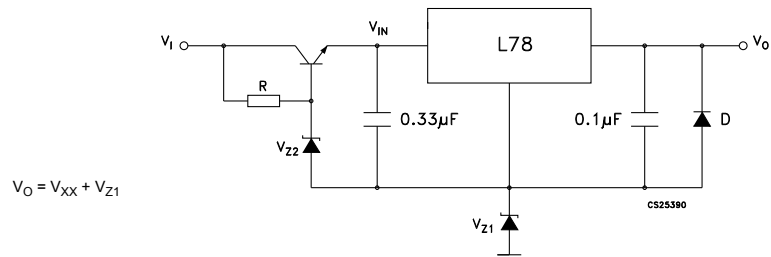 V_I
V_IN
L78
V_O
R
0.33µF
0.1µF
D
V_Z2
V_O = V_XX + V_Z1
CS25390
V_Z1